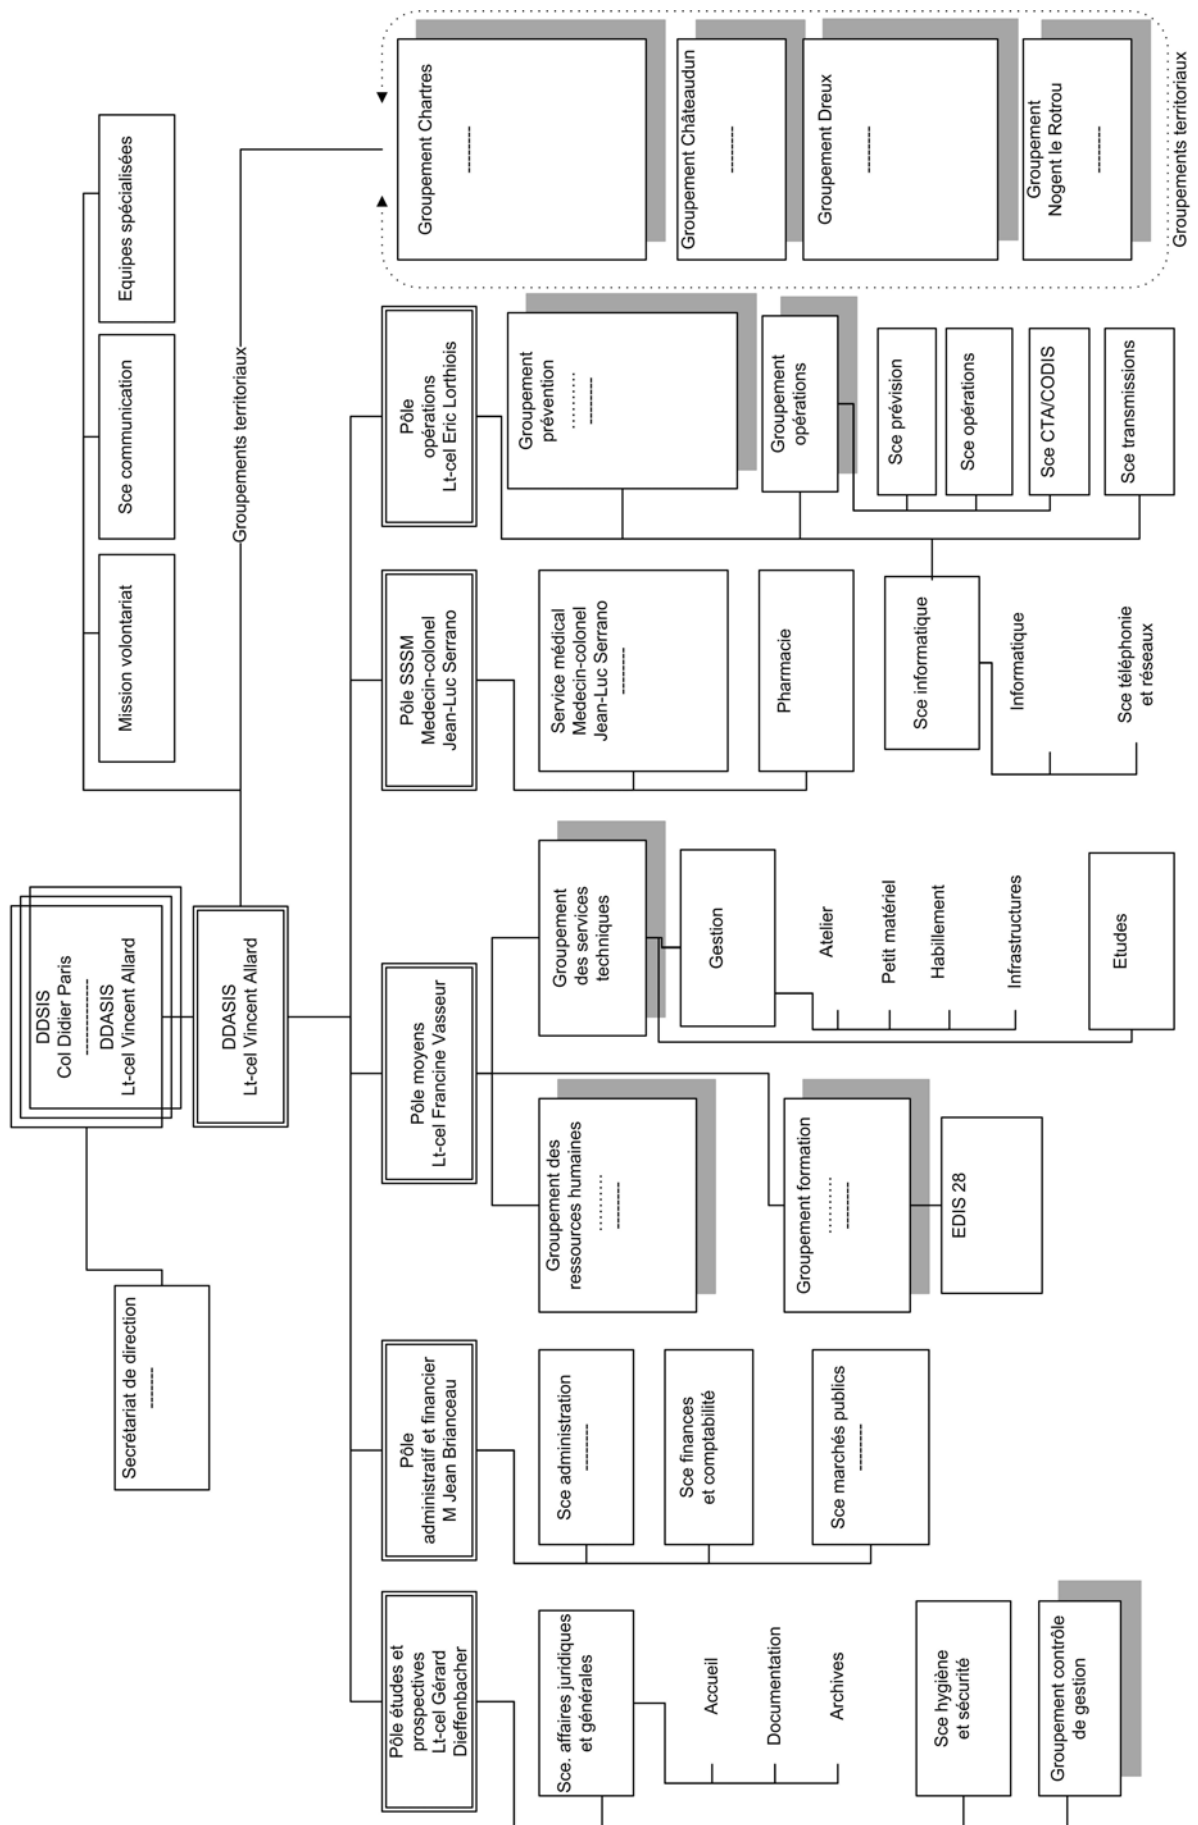 DDSIS
Col Didier Paris
----------
DDASIS
Lt-cel Vincent Allard
Secrétariat de direction
--------
DDASIS
Lt-cel Vincent Allard
Mission volontariat
Sce communication
Equipes spécialisées
Groupements territoriaux
Pôle études et
prospectives
Lt-cel Gérard
Dieffenbacher
Sce. affaires juridiques
et générales
Accueil
Documentation
Archives
Sce hygiène
et sécurité
Groupement contrôle
de gestion
Pôle
administratif et financier
M Jean Brianceau
Sce administration
---------
Sce finances
et comptabilité
Sce marchés publics
---------
Pôle moyens
Lt-cel Francine Vasseur
Groupement des
ressources humaines
..........
---------
Groupement formation
..........
---------
EDIS 28
Groupement
des services
techniques
Gestion
Atelier
Petit matériel
Habillement
Infrastructures
Etudes
Pôle SSSM
Medecin-colonel
Jean-Luc Serrano
Service médical
Medecin-colonel
Jean-Luc Serrano
---------
Pharmacie
Pôle
opérations
Lt-cel Eric Lorthiois
Groupement
prévention
..........
---------
Groupement
opérations
Sce prévision
Sce opérations
Sce CTA/CODIS
Sce transmissions
Sce informatique
Informatique
Sce téléphonie
et réseaux
Groupement Chartres
---------
Groupement Châteaudun
---------
Groupement Dreux
---------
Groupement
Nogent le Rotrou
---------
Groupements territoriaux